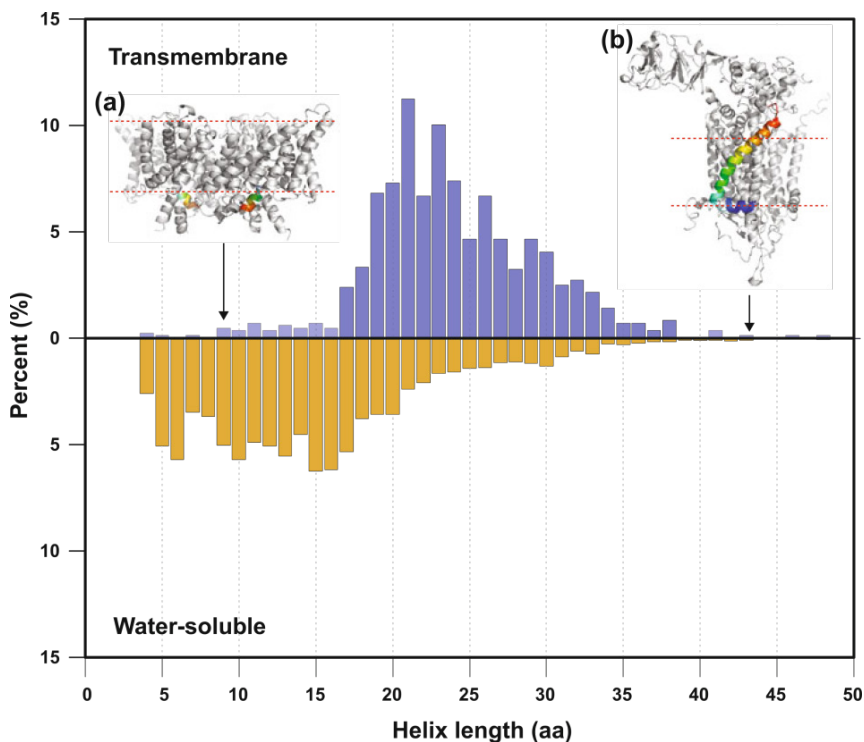 15
Transmembrane
(a)
(b)
10
5
0
5
10
Water-soluble
15
Percent (%)
0 5 10 15 20 25 30 35 40 45 50
Helix length (aa)